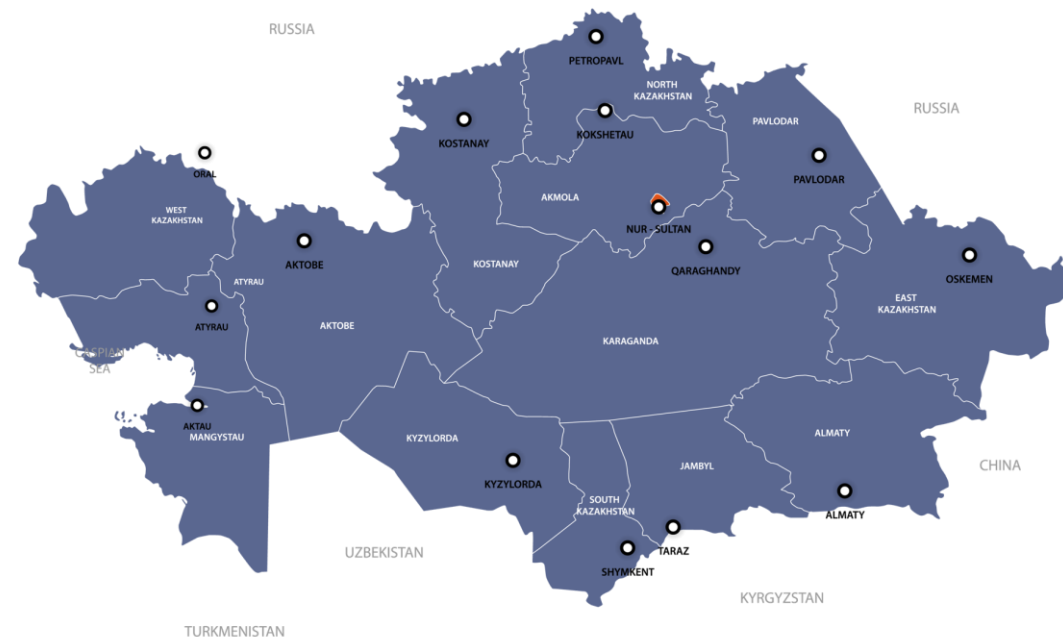 RUSSIA
PETROPAVL
NORTH
KAZAKHSTAN
RUSSIA
KOSTANAY
KOKSHETAU
PAVLODAR
PAVLODAR
ORAL
AKMOLA
WEST
KAZAKHSTAN
NUR - SULTAN
AKTOBE
KOSTANAY
QARAGHANDY
OSKEMEN
ATYRAU
EAST
KAZAKHSTAN
ATYRAU
AKTOBE
KARAGANDA
CASPIAN
SEA
AKTAU
MANGYSTAU
KYZYLORDA
ALMATY
JAMBYL
CHINA
KYZYLORDA
SOUTH
KAZAKHSTAN
ALMATY
UZBEKISTAN
TARAZ
SHYMKENT
KYRGYZSTAN
TURKMENISTAN